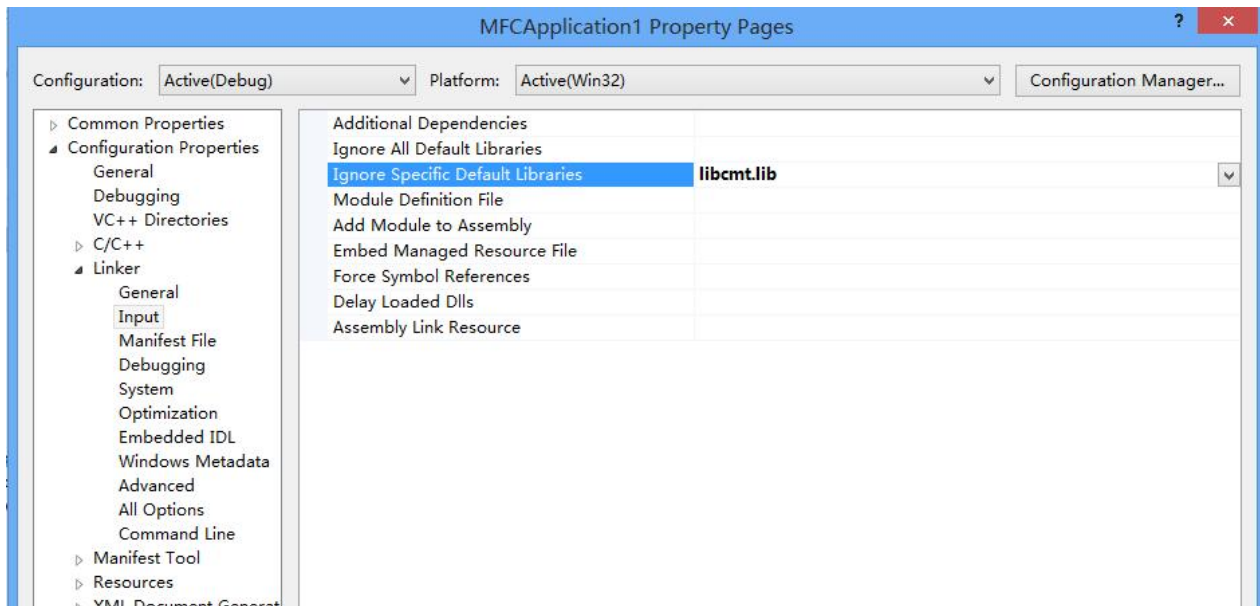 MFCApplication1 Property Pages
?
Configuration: Active(Debug) Platform: Active(Win32) Configuration Manager...
Common Properties
Configuration Properties
General
Debugging
VC++ Directories
C/C++
Linker
General
Input
Manifest File
Debugging
System
Optimization
Embedded IDL
Windows Metadata
Advanced
All Options
Command Line
Manifest Tool
Resources
XML Document Generat
Additional Dependencies
Ignore All Default Libraries
Ignore Specific Default Libraries libcmt.lib
Module Definition File
Add Module to Assembly
Embed Managed Resource File
Force Symbol References
Delay Loaded Dlls
Assembly Link Resource